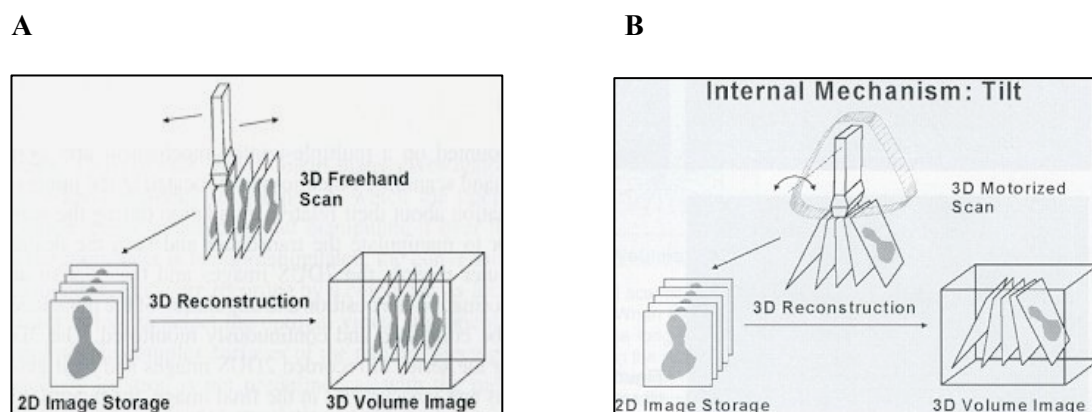 A
B
3D Freehand
Scan
3D Reconstruction
2D Image Storage
3D Volume Image
Internal Mechanism: Tilt
3D Motorized
Scan
3D Reconstruction
2D Image Storage
3D Volume Image